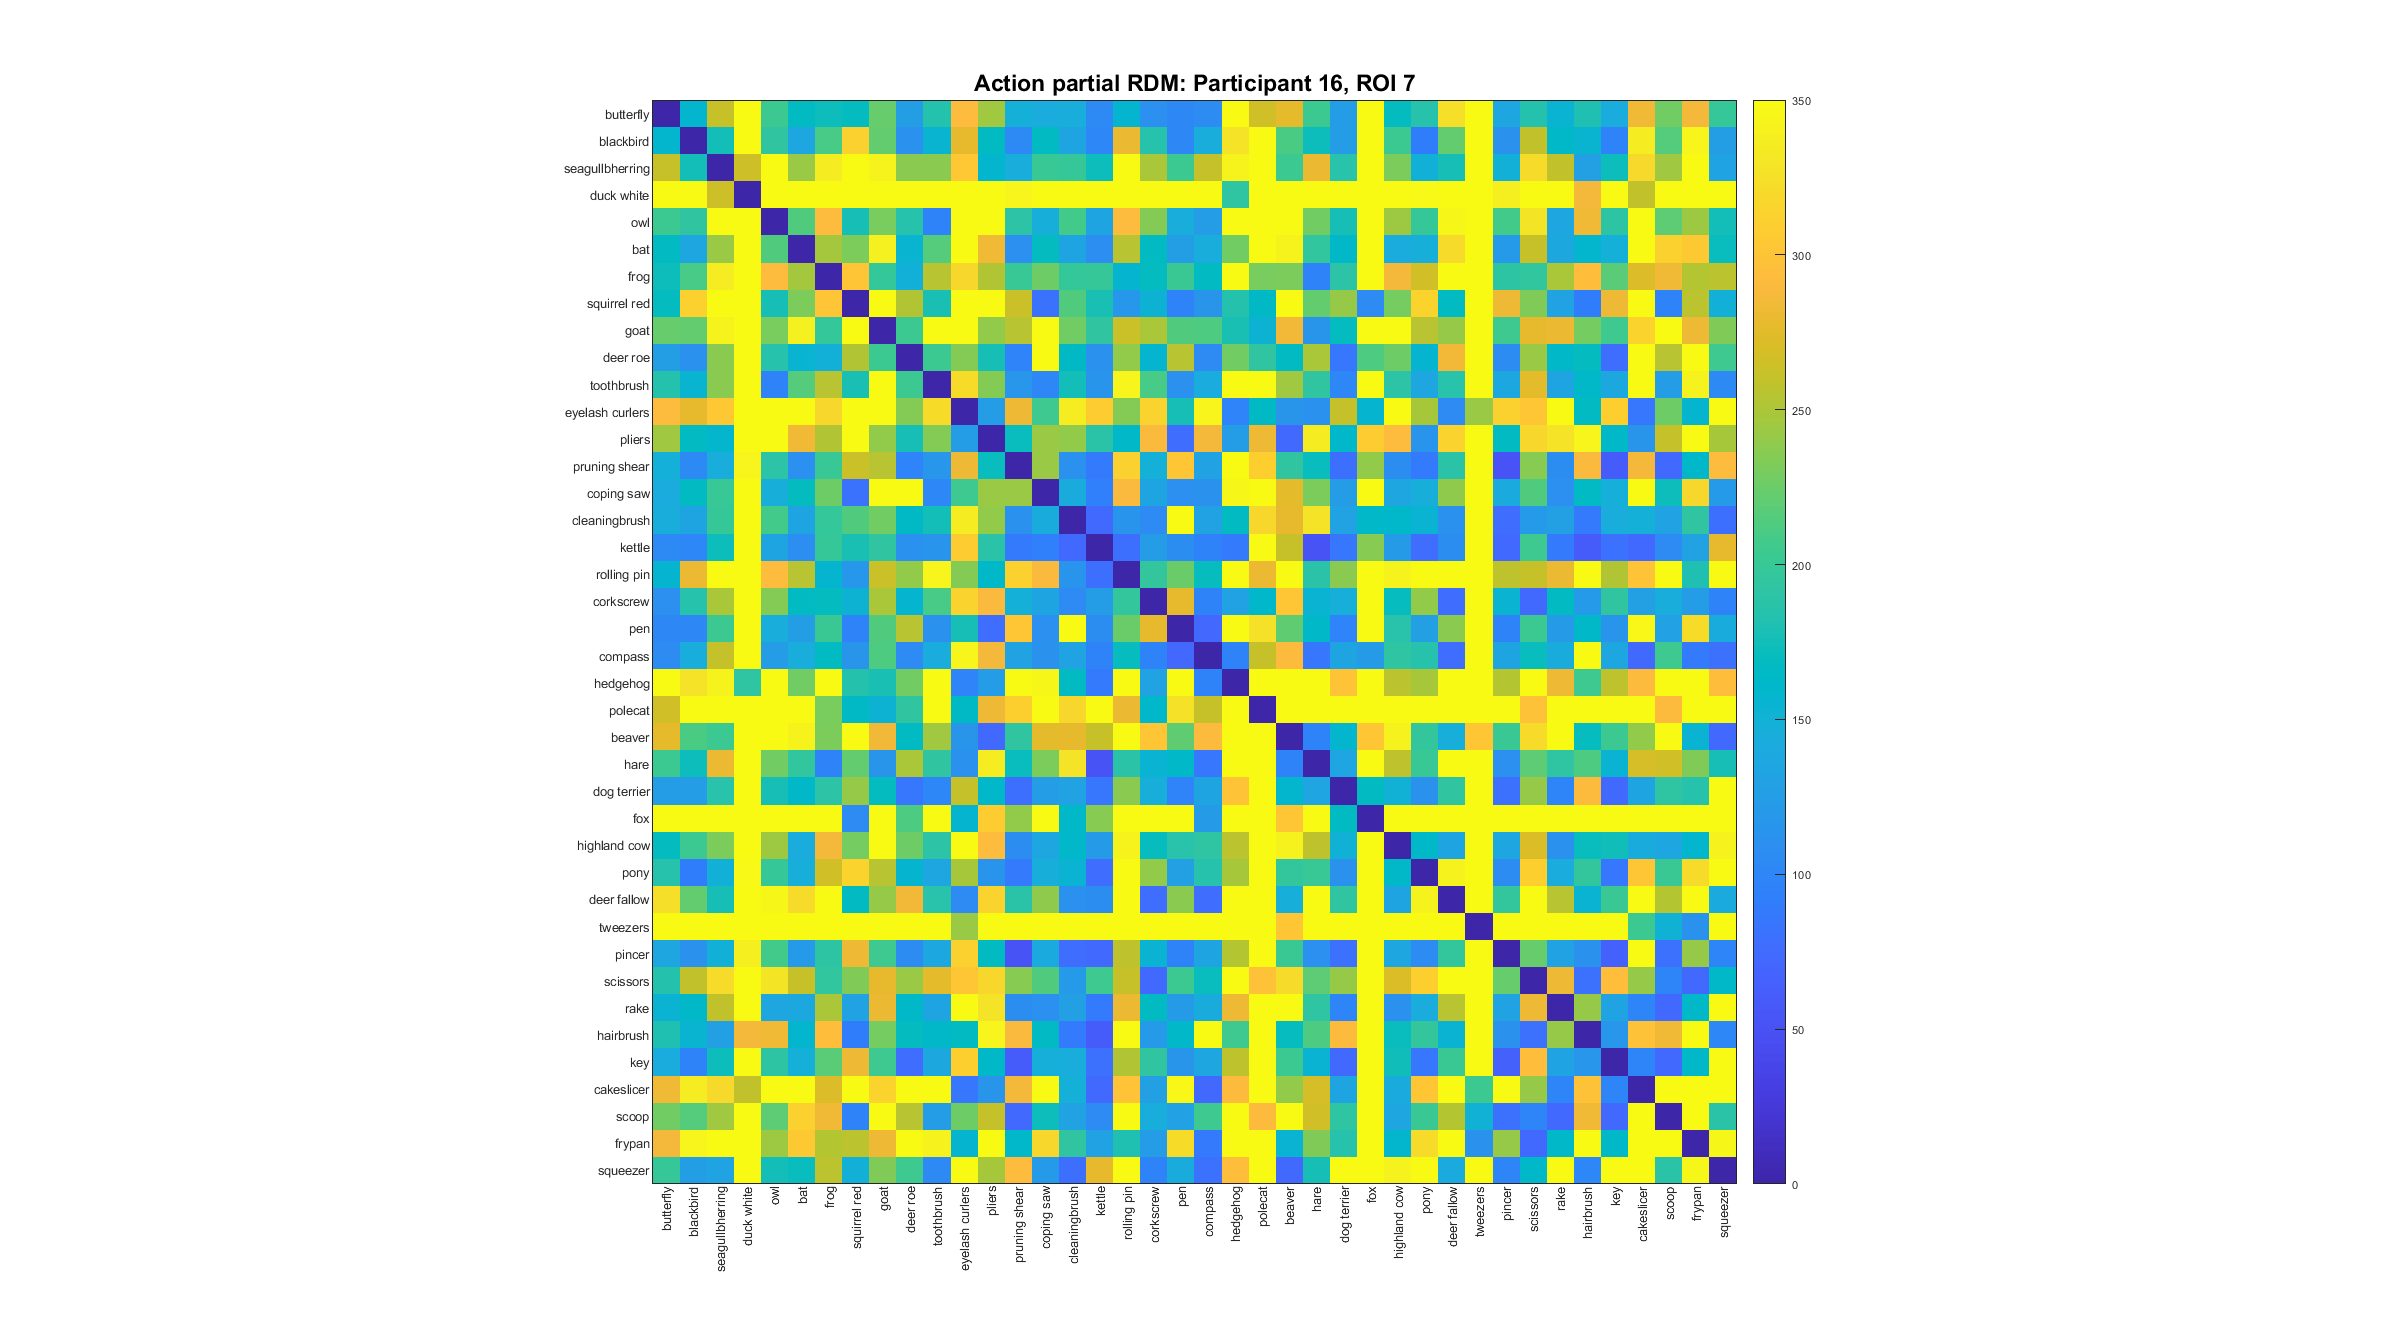 Action partial RDM: Participant 16, ROI 7
butterfly
blackbird
seagullbherring
duck white
owl
bat
frog
squirrel red
goat
deer roe
toothbrush
eyelash curlers
pliers
pruning shear
coping saw
cleaningbrush
kettle
rolling pin
corkscrew
pen
compass
hedgehog
polecat
beaver
hare
dog terrier
fox
highland cow
pony
deer fallow
tweezers
pincer
scissors
rake
hairbrush
key
cakeslicer
scoop
frypan
squeezer
butterfly
blackbird
seagullbherring
duck white
owl
bat
frog
squirrel red
goat
deer roe
toothbrush
eyelash curlers
pliers
pruning shear
coping saw
cleaningbrush
kettle
rolling pin
corkscrew
pen
compass
hedgehog
polecat
beaver
hare
dog terrier
fox
highland cow
pony
deer fallow
tweezers
pincer
scissors
rake
hairbrush
key
cakeslicer
scoop
frypan
squeezer
350
300
250
200
150
100
50
0